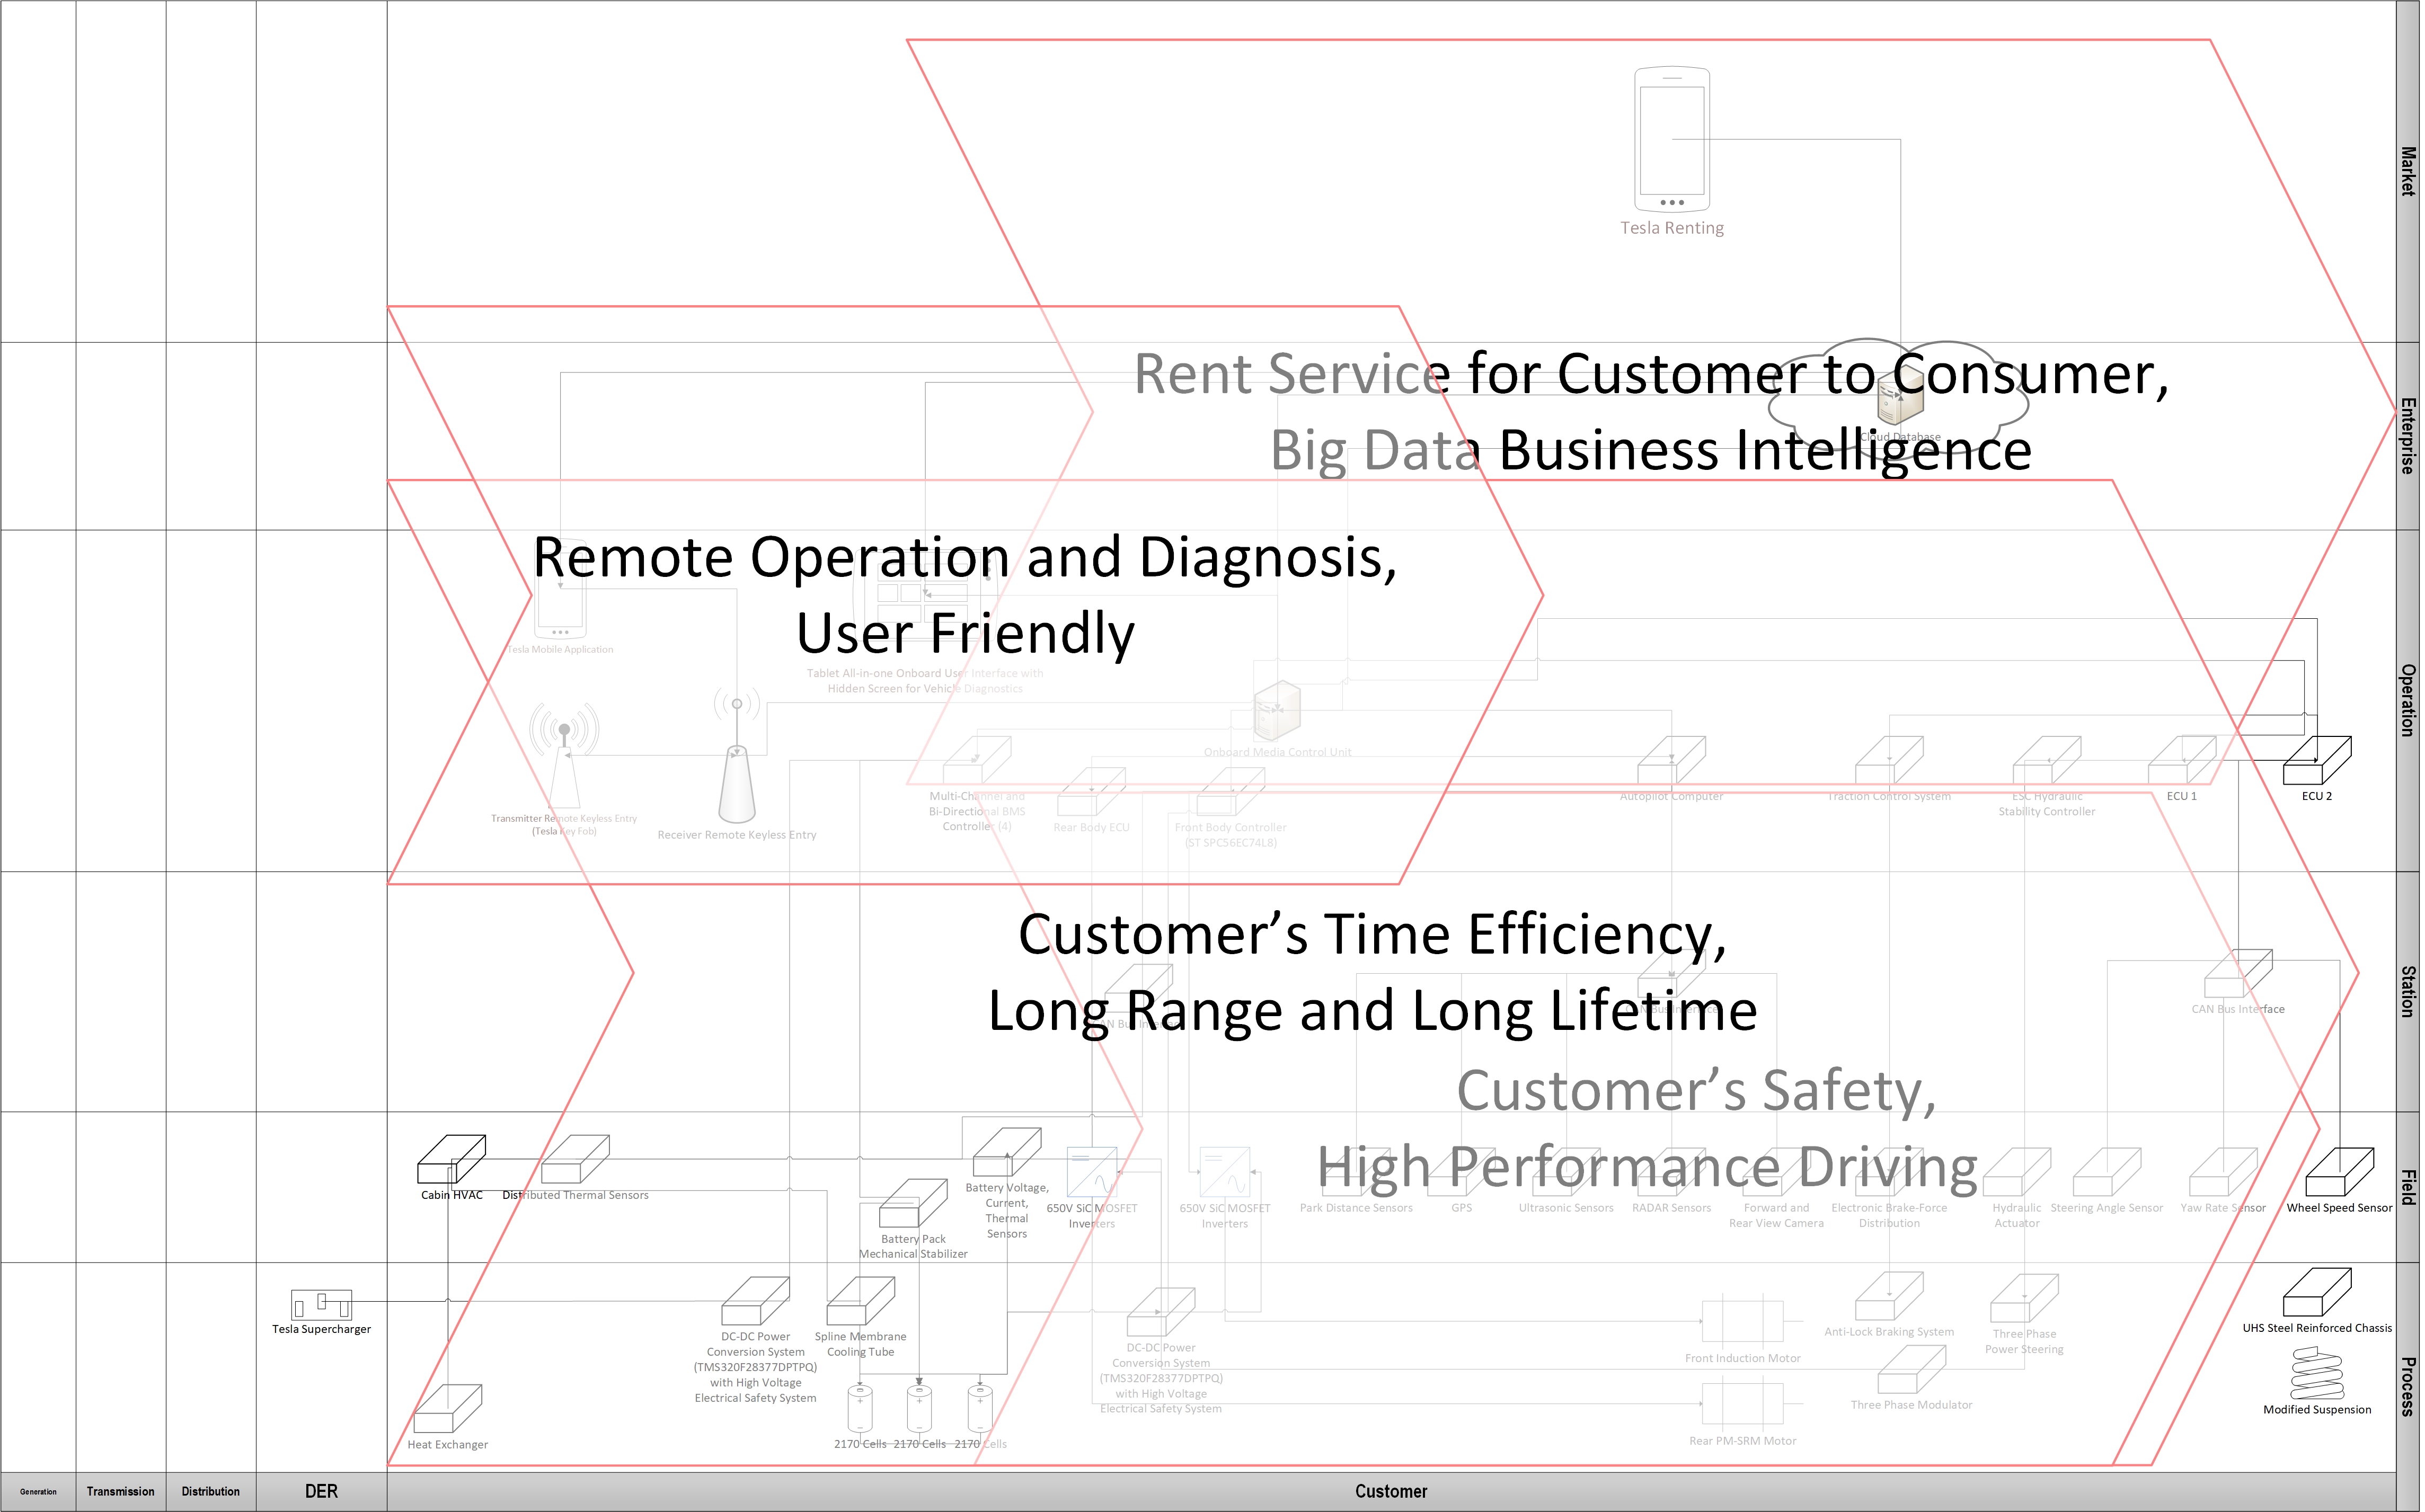 Market
Tesla Renting
Rent Service for Customer to Consumer,
Big Data Business Intelligence
Cloud Database
Enterprise
Remote Operation and Diagnosis,
User Friendly
Tesla Mobile Application
Tablet All-in-one Onboard User Interface with
Hidden Screen for Vehicle Diagnostics
Operation
Onboard Media Control Unit
Transmitter Remote Keyless Entry
(Tesla Key Fob)
Receiver Remote Keyless Entry
Multi-Channel and
Bi-Directional BMS
Controller (4)
Rear Body ECU
Front Body Controller
(ST SPC56EC74L8)
Autopilot Computer
Traction Control System
ESC Hydraulic
Stability Controller
ECU 1
ECU 2
Customer’s Time Efficiency,
Long Range and Long Lifetime
CAN Bus Interface
CAN Bus Interface
CAN Bus Interface
Station
Customer’s Safety,
High Performance Driving
Cabin HVAC
Distributed Thermal Sensors
Battery Pack
Mechanical Stabilizer
Battery Voltage,
Current,
Thermal
Sensors
650V SiC MOSFET
Inverters
650V SiC MOSFET
Inverters
Park Distance Sensors
GPS
Ultrasonic Sensors
RADAR Sensors
Forward and
Rear View Camera
Electronic Brake-Force
Distribution
Hydraulic
Actuator
Steering Angle Sensor
Yaw Rate Sensor
Wheel Speed Sensor
Field
Tesla Supercharger
Heat Exchanger
DC-DC Power
Conversion System
(TMS320F28377DPTPQ)
with High Voltage
Electrical Safety System
Spline Membrane
Cooling Tube
2170 Cells
2170 Cells
2170 Cells
DC-DC Power
Conversion System
(TMS320F28377DPTPQ)
with High Voltage
Electrical Safety System
Front Induction Motor
Rear PM-SRM Motor
Anti-Lock Braking System
Three Phase Modulator
Three Phase
Power Steering
UHS Steel Reinforced Chassis
Modified Suspension
Process
Generation
Transmission
Distribution
DER
Customer